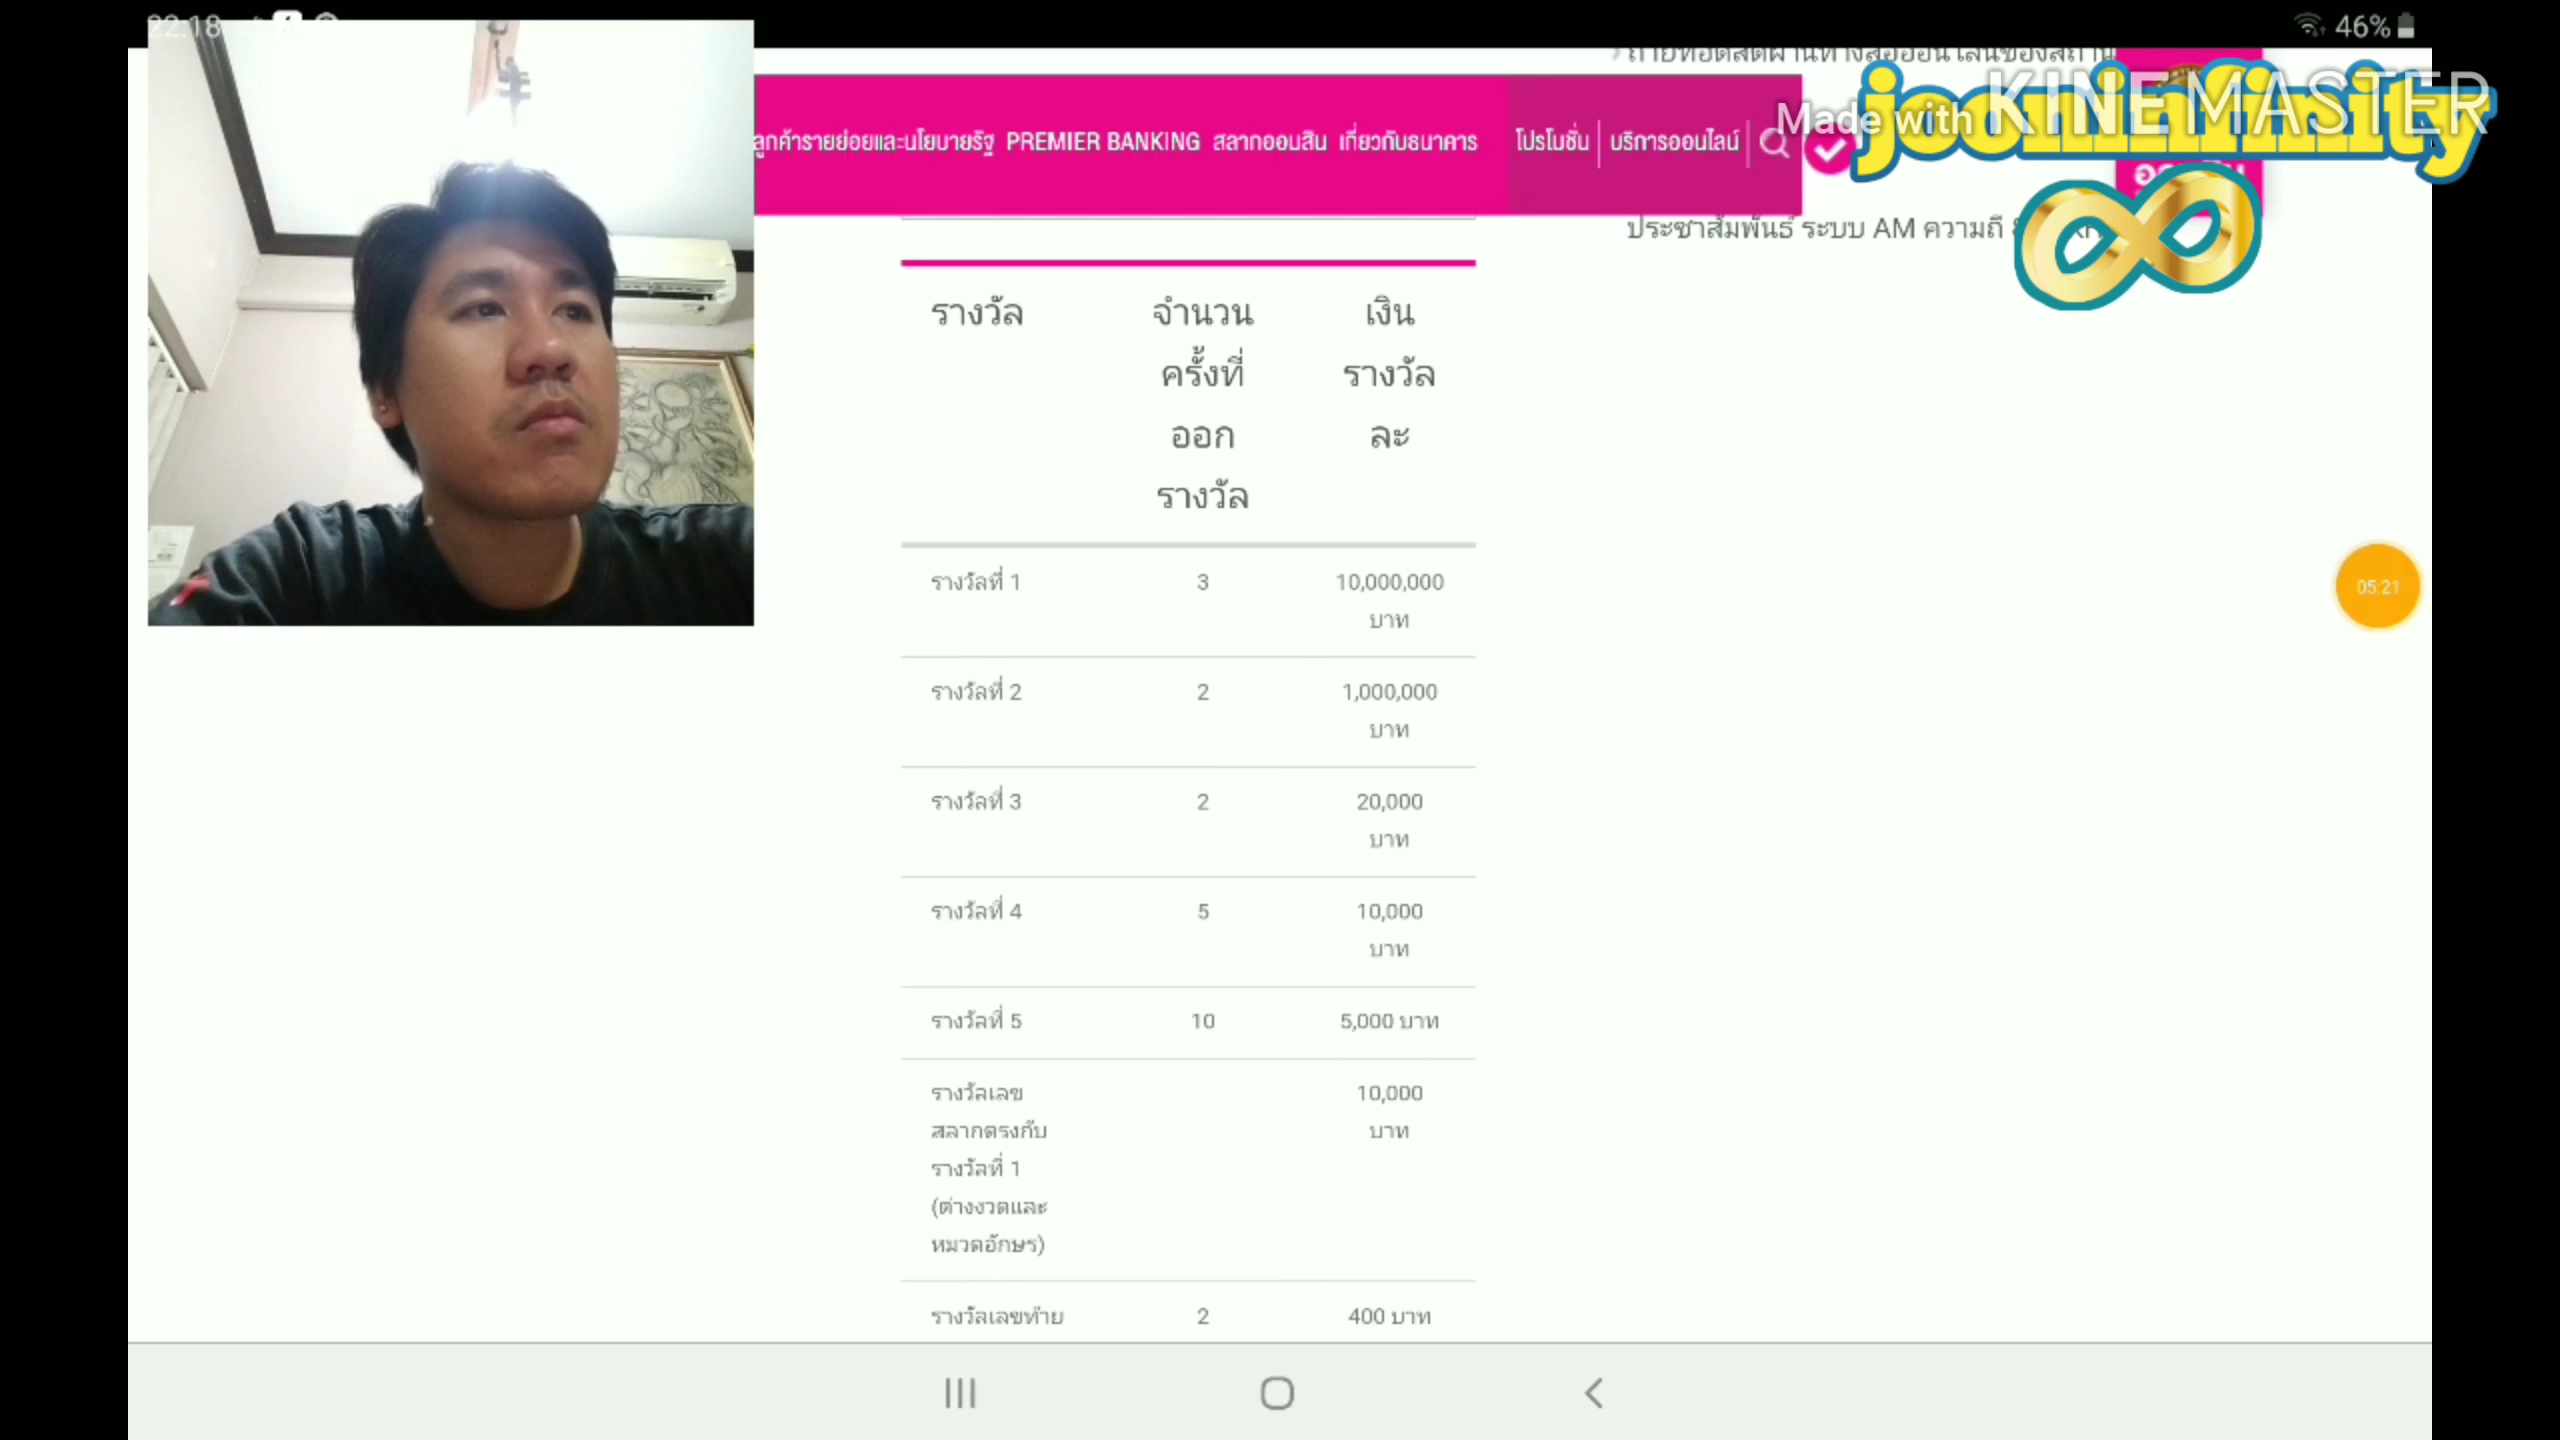 22:18
46%
ลูกค้ารายย่อยและนโยบายรัฐ PREMIER BANKING สลากออมสิน เกี่ยวกับธนาคาร โปรโมชั่น บริการออนไลน์
Made with KINEMASTER
jooninfinity
ประชาสัมพันธ์ ระบบ AM ความถี่
รางวัล จำนวน เงิน
ครั้งที่ รางวัล
ออก ละ
รางวัล
รางวัลที่ 1 3 10,000,000
บาท
รางวัลที่ 2 2 1,000,000
บาท
รางวัลที่ 3 2 20,000
บาท
รางวัลที่ 4 5 10,000
บาท
รางวัลที่ 5 10 5,000 บาท
รางวัลเลข 10,000
สลากตรงกับ บาท
รางวัลที่ 1
(ต่างงวดและ
หมวดอักษร)
รางวัลเลขท้าย 2 400 บาท
05:21